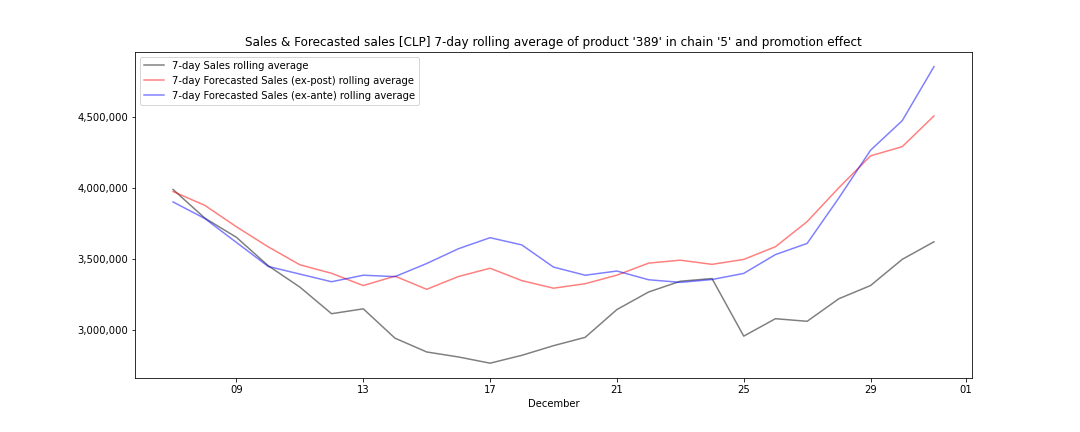 Sales & Forecasted sales [CLP] 7-day rolling average of product '389' in chain '5' and promotion effect
7-day Sales rolling average
7-day Forecasted Sales (ex-post) rolling average
7-day Forecasted Sales (ex-ante) rolling average
4,500,000
4,000,000
3,500,000
3,000,000
09 13 17 21 25 29 01
December